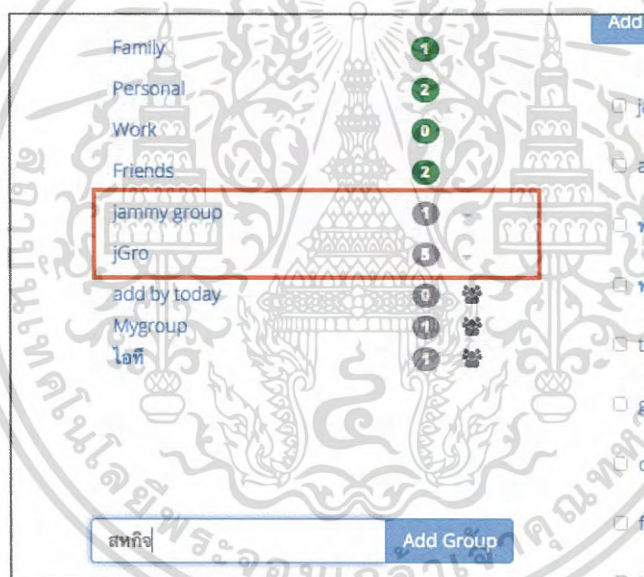 Add
Family 1
Personal 2
Work 0
Friends 2
jammy group 1
jGro 5
add by today 0
Mygroup 1
ไอที 1
สหกิจ Add Group